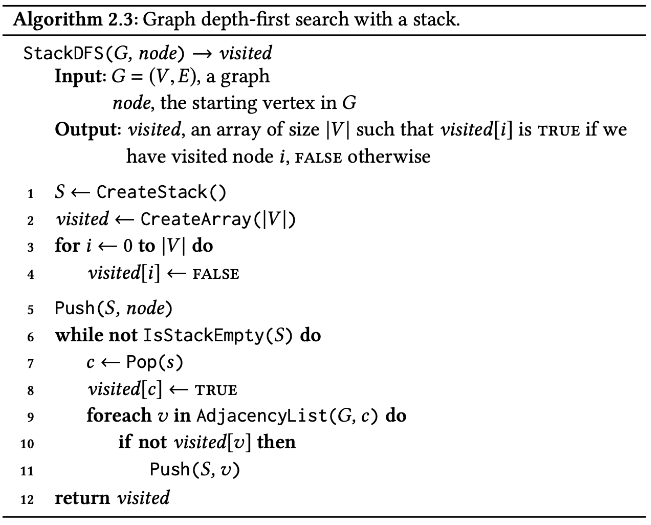 Algorithm 2.3: Graph depth-first search with a stack.
StackDFS(G, node) → visited
Input: G = (V, E), a graph
node, the starting vertex in G
Output: visited, an array of size |V| such that visited[i] is TRUE if we
have visited node i, FALSE otherwise
1 S ← CreateStack()
2 visited ← CreateArray(|V|)
3 for i ← 0 to |V| do
4 visited[i] ← FALSE
5 Push(S, node)
6 while not IsStackEmpty(S) do
7 c ← Pop(s)
8 visited[c] ← TRUE
9 foreach v in AdjacencyList(G, c) do
10 if not visited[v] then
11 Push(S, v)
12 return visited